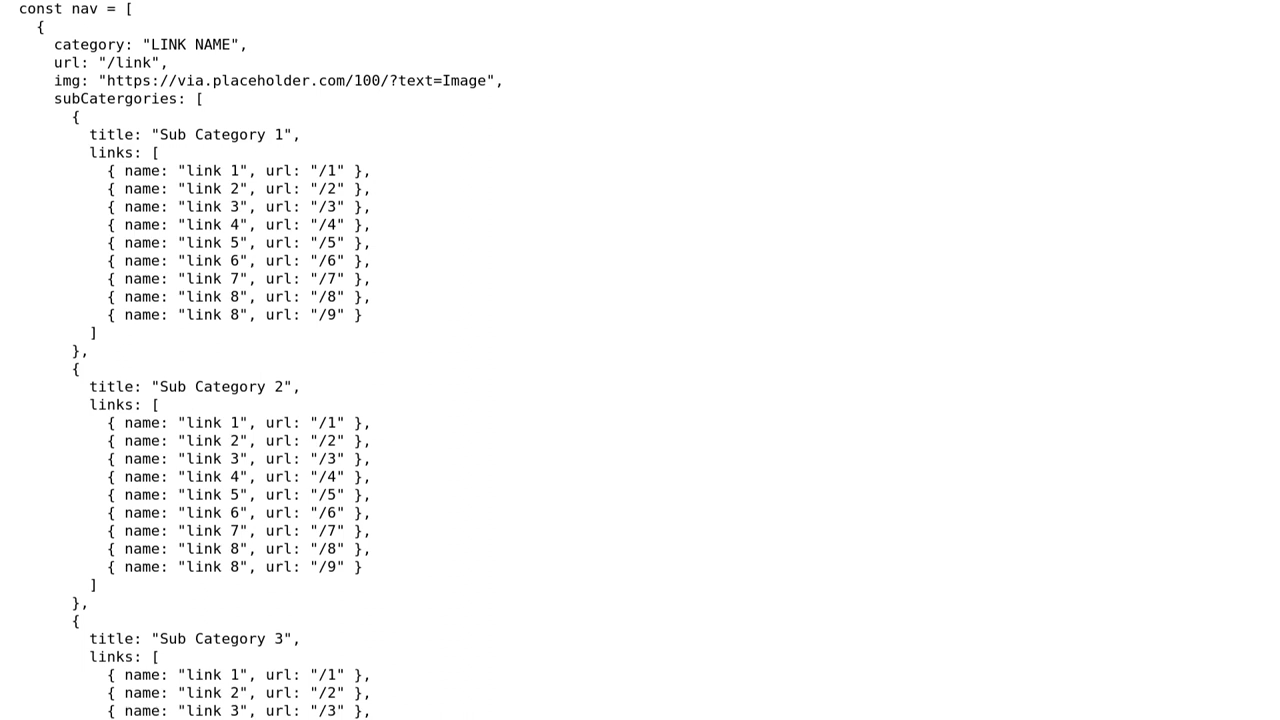 const nav = [
  {
    category: "LINK NAME",
    url: "/link",
    img: "https://via.placeholder.com/100/?text=Image",
    subCatergories: [
      {
        title: "Sub Category 1",
        links: [
          { name: "link 1", url: "/1" },
          { name: "link 2", url: "/2" },
          { name: "link 3", url: "/3" },
          { name: "link 4", url: "/4" },
          { name: "link 5", url: "/5" },
          { name: "link 6", url: "/6" },
          { name: "link 7", url: "/7" },
          { name: "link 8", url: "/8" },
          { name: "link 8", url: "/9" }
        ]
      },
      {
        title: "Sub Category 2",
        links: [
          { name: "link 1", url: "/1" },
          { name: "link 2", url: "/2" },
          { name: "link 3", url: "/3" },
          { name: "link 4", url: "/4" },
          { name: "link 5", url: "/5" },
          { name: "link 6", url: "/6" },
          { name: "link 7", url: "/7" },
          { name: "link 8", url: "/8" },
          { name: "link 8", url: "/9" }
        ]
      },
      {
        title: "Sub Category 3",
        links: [
          { name: "link 1", url: "/1" },
          { name: "link 2", url: "/2" },
          { name: "link 3", url: "/3" },